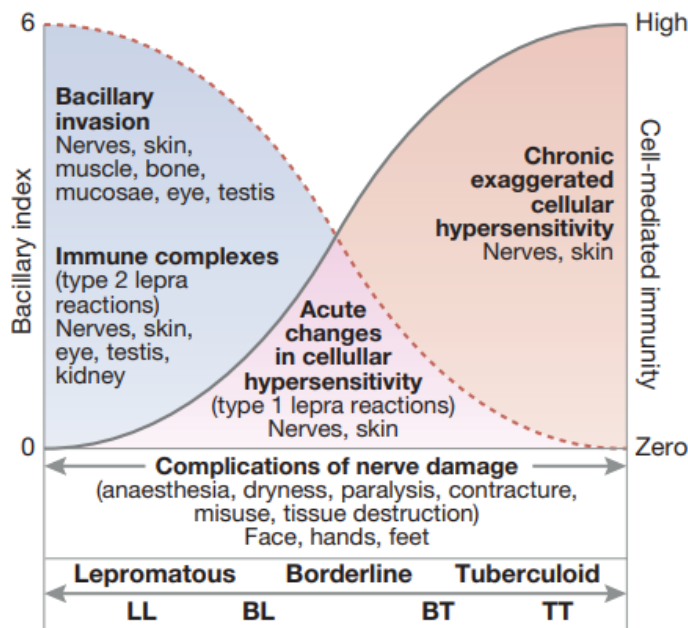 6
High
Bacillary index
Bacillary
invasion
Nerves, skin,
muscle, bone,
mucosae, eye, testis
Immune complexes
(type 2 lepra
reactions)
Nerves, skin,
eye, testis,
kidney
Acute
changes
in cellullar
hypersensitivity
(type 1 lepra reactions)
Nerves, skin
Chronic
exaggerated
cellular
hypersensitivity
Nerves, skin
Cell-mediated immunity
0
Zero
Complications of nerve damage
(anaesthesia, dryness, paralysis, contracture,
misuse, tissue destruction)
Face, hands, feet
Lepromatous Borderline Tuberculoid
LL BL BT TT